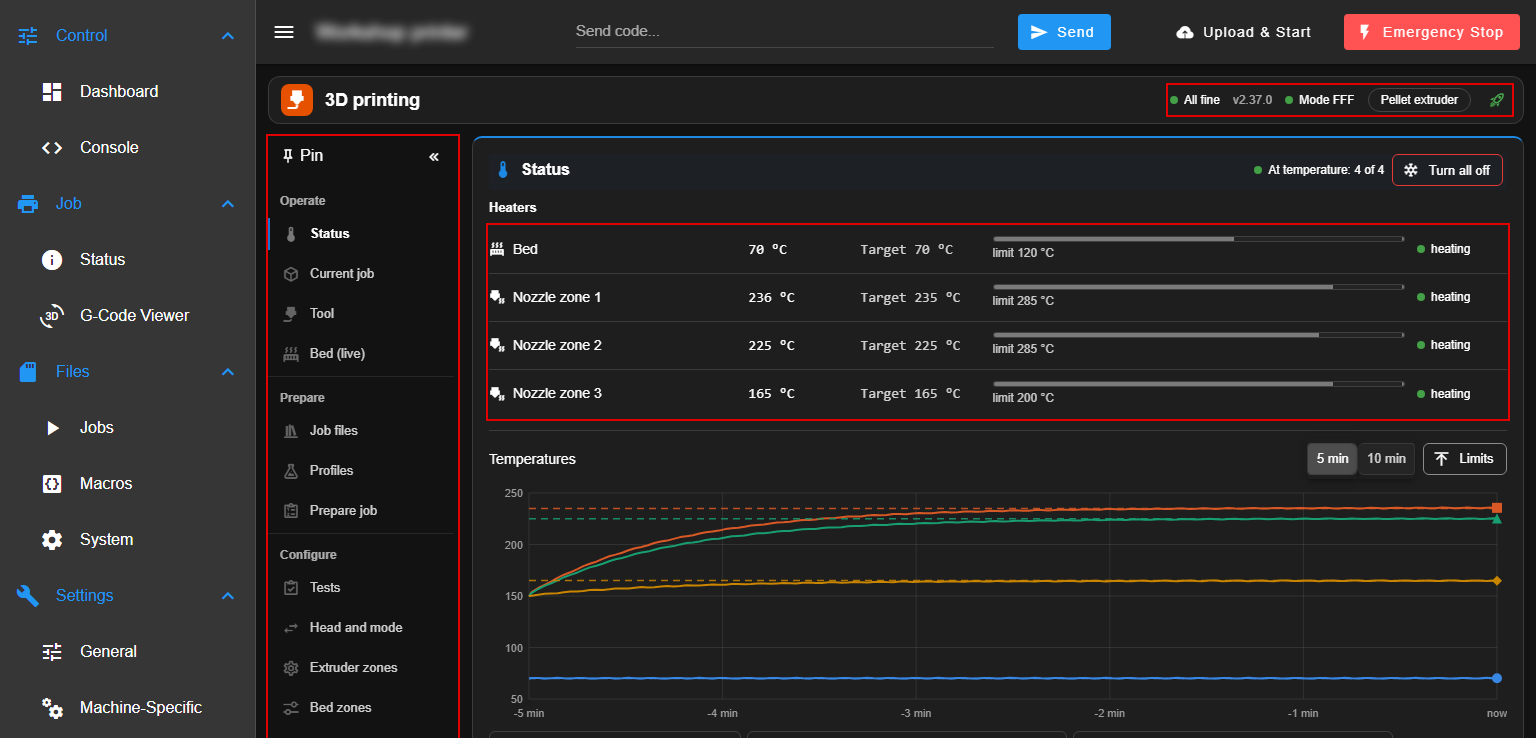 Control
Dashboard
Console
Job
Status
G-Code Viewer
Files
Jobs
Macros
System
Settings
General
Machine-Specific
Send code...
Send
Upload & Start
Emergency Stop
3D printing
All fine v2.37.0 Mode FFF Pellet extruder
Pin
Operate
Status
Current job
Tool
Bed (live)
Prepare
Job files
Profiles
Prepare job
Configure
Tests
Head and mode
Extruder zones
Bed zones
Status
At temperature: 4 of 4
Turn all off
Heaters
Bed 70 °C Target 70 °C limit 120 °C heating
Nozzle zone 1 236 °C Target 235 °C limit 285 °C heating
Nozzle zone 2 225 °C Target 225 °C limit 285 °C heating
Nozzle zone 3 165 °C Target 165 °C limit 200 °C heating
Temperatures
5 min 10 min Limits
250
200
150
100
50
-5 min -4 min -3 min -2 min -1 min now